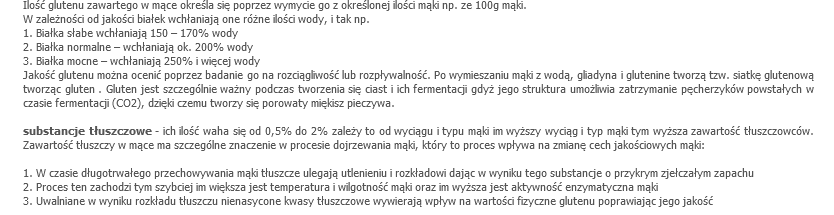 Ilość glutenu zawartego w mące określa się poprzez wymycie go z określonej ilości mąki np. ze 100g mąki.
W zależności od jakości białek wchłaniają one różne ilości wody, i tak np.
1. Białka słabe wchłaniają 150 – 170% wody
2. Białka normalne – wchłaniają ok. 200% wody
3. Białka mocne – wchłaniają 250% i więcej wody
Jakość glutenu można ocenić poprzez badanie go na rozciągliwość lub rozpływalność. Po wymieszaniu mąki z wodą, gliadyna i glutenine tworzą tzw. siatkę glutenową
tworząc gluten . Gluten jest szczególnie ważny podczas tworzenia się ciast i ich fermentacji gdyż jego struktura umożliwia zatrzymanie pęcherzyków powstałych w
czasie fermentacji (CO2), dzięki czemu tworzy się porowaty miękisz pieczywa.
substancje tłuszczowe - ich ilość waha się od 0,5% do 2% zależy to od wyciągu i typu mąki im wyższy wyciąg i typ mąki tym wyższa zawartość tłuszczowców.
Zawartość tłuszczy w mące ma szczególne znaczenie w procesie dojrzewania mąki, który to proces wpływa na zmianę cech jakościowych mąki:
1. W czasie długotrwałego przechowywania mąki tłuszcze ulegają utlenieniu i rozkładowi dając w wyniku tego substancje o przykrym zjełczałym zapachu
2. Proces ten zachodzi tym szybciej im większa jest temperatura i wilgotność mąki oraz im wyższa jest aktywność enzymatyczna mąki
3. Uwalniane w wyniku rozkładu tłuszczu nienasycone kwasy tłuszczowe wywierają wpływ na wartości fizyczne glutenu poprawiając jego jakość